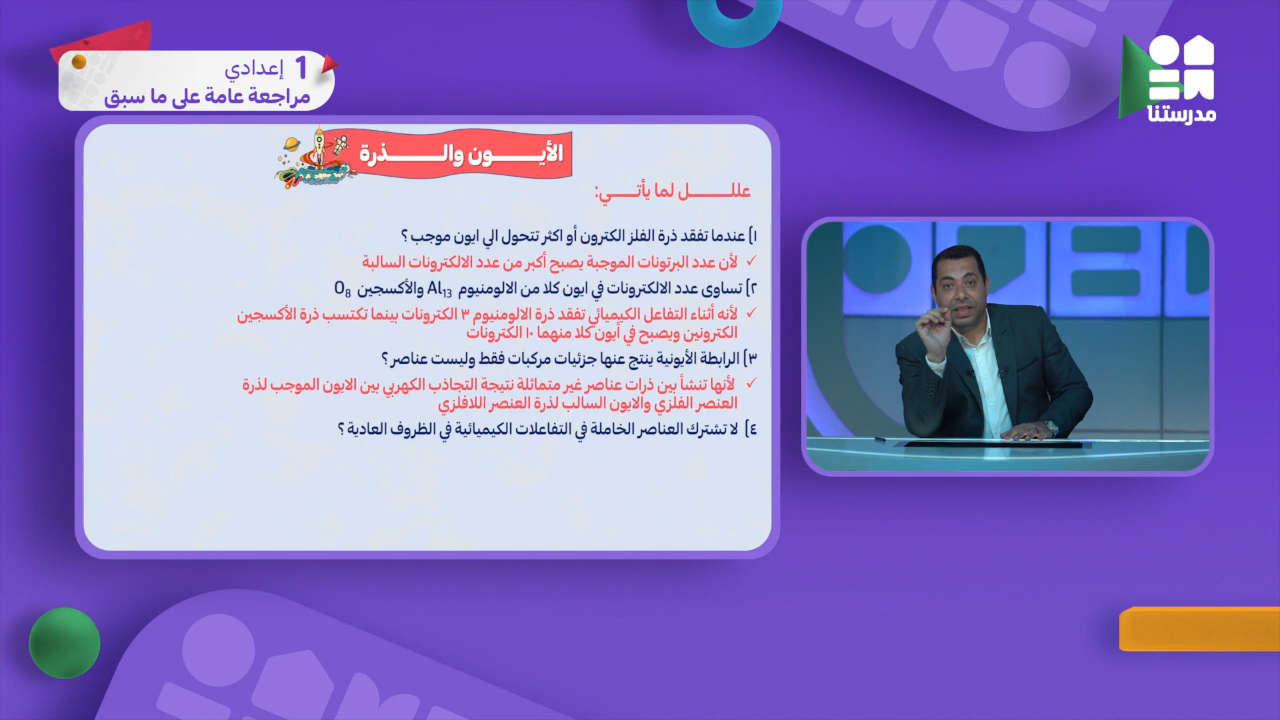 1 إعدادي
مراجعة عامة على ما سبق
مدرستنا
الأيـــون والـــذرة
عللـــل لما يأتـــي:
١) عندما تفقد ذرة الفلز الكترون أو اكثر تتحول الي ايون موجب ؟
✓ لأن عدد البرتونات الموجبة يصبح أكبر من عدد الالكترونات السالبة
٢) تساوى عدد الالكترونات في ايون كلا من الالومنيوم Al₁₃ والأكسجين O₈
✓ لأنه أثناء التفاعل الكيميائي تفقد ذرة الالومنيوم ٣ الكترونات بينما تكتسب ذرة الأكسجين
الكترونين ويصبح في أيون كلا منهما ١٠ الكترونات
٣) الرابطة الأيونية ينتج عنها جزئيات مركبات فقط وليست عناصر ؟
✓ لأنها تنشأ بين ذرات عناصر غير متماثلة نتيجة التجاذب الكهربي بين الايون الموجب لذرة
العنصر الفلزي والايون السالب لذرة العنصر اللافلزي
٤) لا تشترك العناصر الخاملة في التفاعلات الكيميائية في الظروف العادية ؟